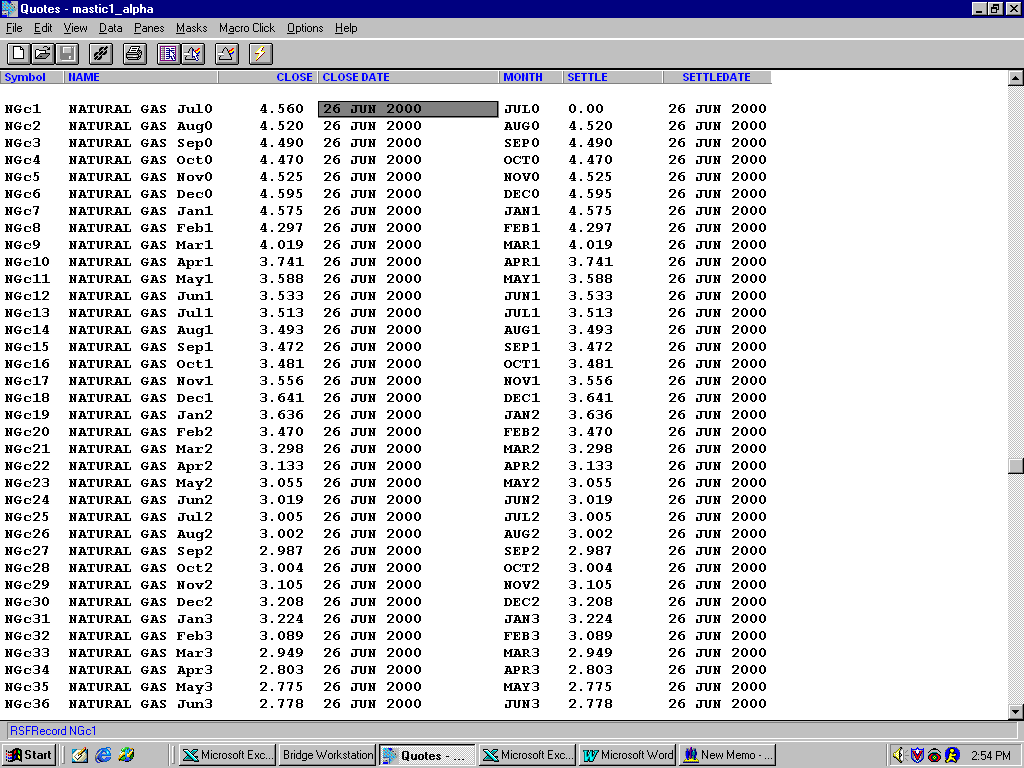 Quotes - mastic1_alpha
File Edit View Data Panes Masks Macro Click Options Help
Symbol NAME CLOSE CLOSE DATE MONTH SETTLE SETTLEDATE
NGc1 NATURAL GAS Jul0 4.560 26 JUN 2000 JUL0 0.00 26 JUN 2000
NGc2 NATURAL GAS Aug0 4.520 26 JUN 2000 AUG0 4.520 26 JUN 2000
NGc3 NATURAL GAS Sep0 4.490 26 JUN 2000 SEP0 4.490 26 JUN 2000
NGc4 NATURAL GAS Oct0 4.470 26 JUN 2000 OCT0 4.470 26 JUN 2000
NGc5 NATURAL GAS Nov0 4.525 26 JUN 2000 NOV0 4.525 26 JUN 2000
NGc6 NATURAL GAS Dec0 4.595 26 JUN 2000 DEC0 4.595 26 JUN 2000
NGc7 NATURAL GAS Jan1 4.575 26 JUN 2000 JAN1 4.575 26 JUN 2000
NGc8 NATURAL GAS Feb1 4.297 26 JUN 2000 FEB1 4.297 26 JUN 2000
NGc9 NATURAL GAS Mar1 4.019 26 JUN 2000 MAR1 4.019 26 JUN 2000
NGc10 NATURAL GAS Apr1 3.741 26 JUN 2000 APR1 3.741 26 JUN 2000
NGc11 NATURAL GAS May1 3.588 26 JUN 2000 MAY1 3.588 26 JUN 2000
NGc12 NATURAL GAS Jun1 3.533 26 JUN 2000 JUN1 3.533 26 JUN 2000
NGc13 NATURAL GAS Jul1 3.513 26 JUN 2000 JUL1 3.513 26 JUN 2000
NGc14 NATURAL GAS Aug1 3.493 26 JUN 2000 AUG1 3.493 26 JUN 2000
NGc15 NATURAL GAS Sep1 3.472 26 JUN 2000 SEP1 3.472 26 JUN 2000
NGc16 NATURAL GAS Oct1 3.481 26 JUN 2000 OCT1 3.481 26 JUN 2000
NGc17 NATURAL GAS Nov1 3.556 26 JUN 2000 NOV1 3.556 26 JUN 2000
NGc18 NATURAL GAS Dec1 3.641 26 JUN 2000 DEC1 3.641 26 JUN 2000
NGc19 NATURAL GAS Jan2 3.636 26 JUN 2000 JAN2 3.636 26 JUN 2000
NGc20 NATURAL GAS Feb2 3.470 26 JUN 2000 FEB2 3.470 26 JUN 2000
NGc21 NATURAL GAS Mar2 3.298 26 JUN 2000 MAR2 3.298 26 JUN 2000
NGc22 NATURAL GAS Apr2 3.133 26 JUN 2000 APR2 3.133 26 JUN 2000
NGc23 NATURAL GAS May2 3.055 26 JUN 2000 MAY2 3.055 26 JUN 2000
NGc24 NATURAL GAS Jun2 3.019 26 JUN 2000 JUN2 3.019 26 JUN 2000
NGc25 NATURAL GAS Jul2 3.005 26 JUN 2000 JUL2 3.005 26 JUN 2000
NGc26 NATURAL GAS Aug2 3.002 26 JUN 2000 AUG2 3.002 26 JUN 2000
NGc27 NATURAL GAS Sep2 2.987 26 JUN 2000 SEP2 2.987 26 JUN 2000
NGc28 NATURAL GAS Oct2 3.004 26 JUN 2000 OCT2 3.004 26 JUN 2000
NGc29 NATURAL GAS Nov2 3.105 26 JUN 2000 NOV2 3.105 26 JUN 2000
NGc30 NATURAL GAS Dec2 3.208 26 JUN 2000 DEC2 3.208 26 JUN 2000
NGc31 NATURAL GAS Jan3 3.224 26 JUN 2000 JAN3 3.224 26 JUN 2000
NGc32 NATURAL GAS Feb3 3.089 26 JUN 2000 FEB3 3.089 26 JUN 2000
NGc33 NATURAL GAS Mar3 2.949 26 JUN 2000 MAR3 2.949 26 JUN 2000
NGc34 NATURAL GAS Apr3 2.803 26 JUN 2000 APR3 2.803 26 JUN 2000
NGc35 NATURAL GAS May3 2.775 26 JUN 2000 MAY3 2.775 26 JUN 2000
NGc36 NATURAL GAS Jun3 2.778 26 JUN 2000 JUN3 2.778 26 JUN 2000
RSFRecord NGc1
Start Microsoft Exc... Bridge Workstation Quotes - ... Microsoft Exc... Microsoft Word New Memo - ... 2:54 PM